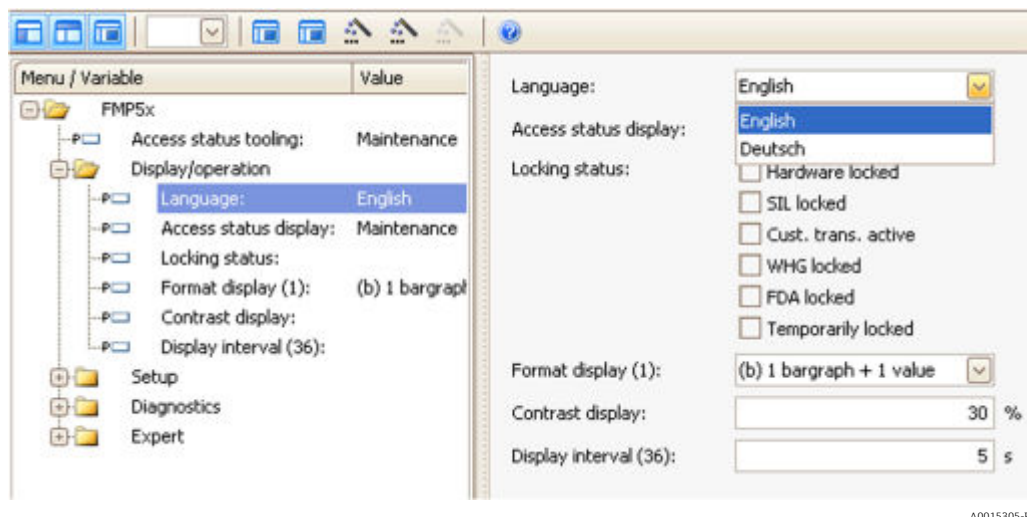 Menu / Variable Value
FMP5x
Access status tooling: Maintenance
Display/operation
Language: English
Access status display: Maintenance
Locking status:
Format display (1): (b) 1 bargraph
Contrast display:
Display interval (36):
Setup
Diagnostics
Expert
Language: English
English
Access status display:
Deutsch
Locking status: Hardware locked
SIL locked
Cust. trans. active
WHG locked
FDA locked
Temporarily locked
Format display (1): (b) 1 bargraph + 1 value
Contrast display: 30 %
Display interval (36): 5 s